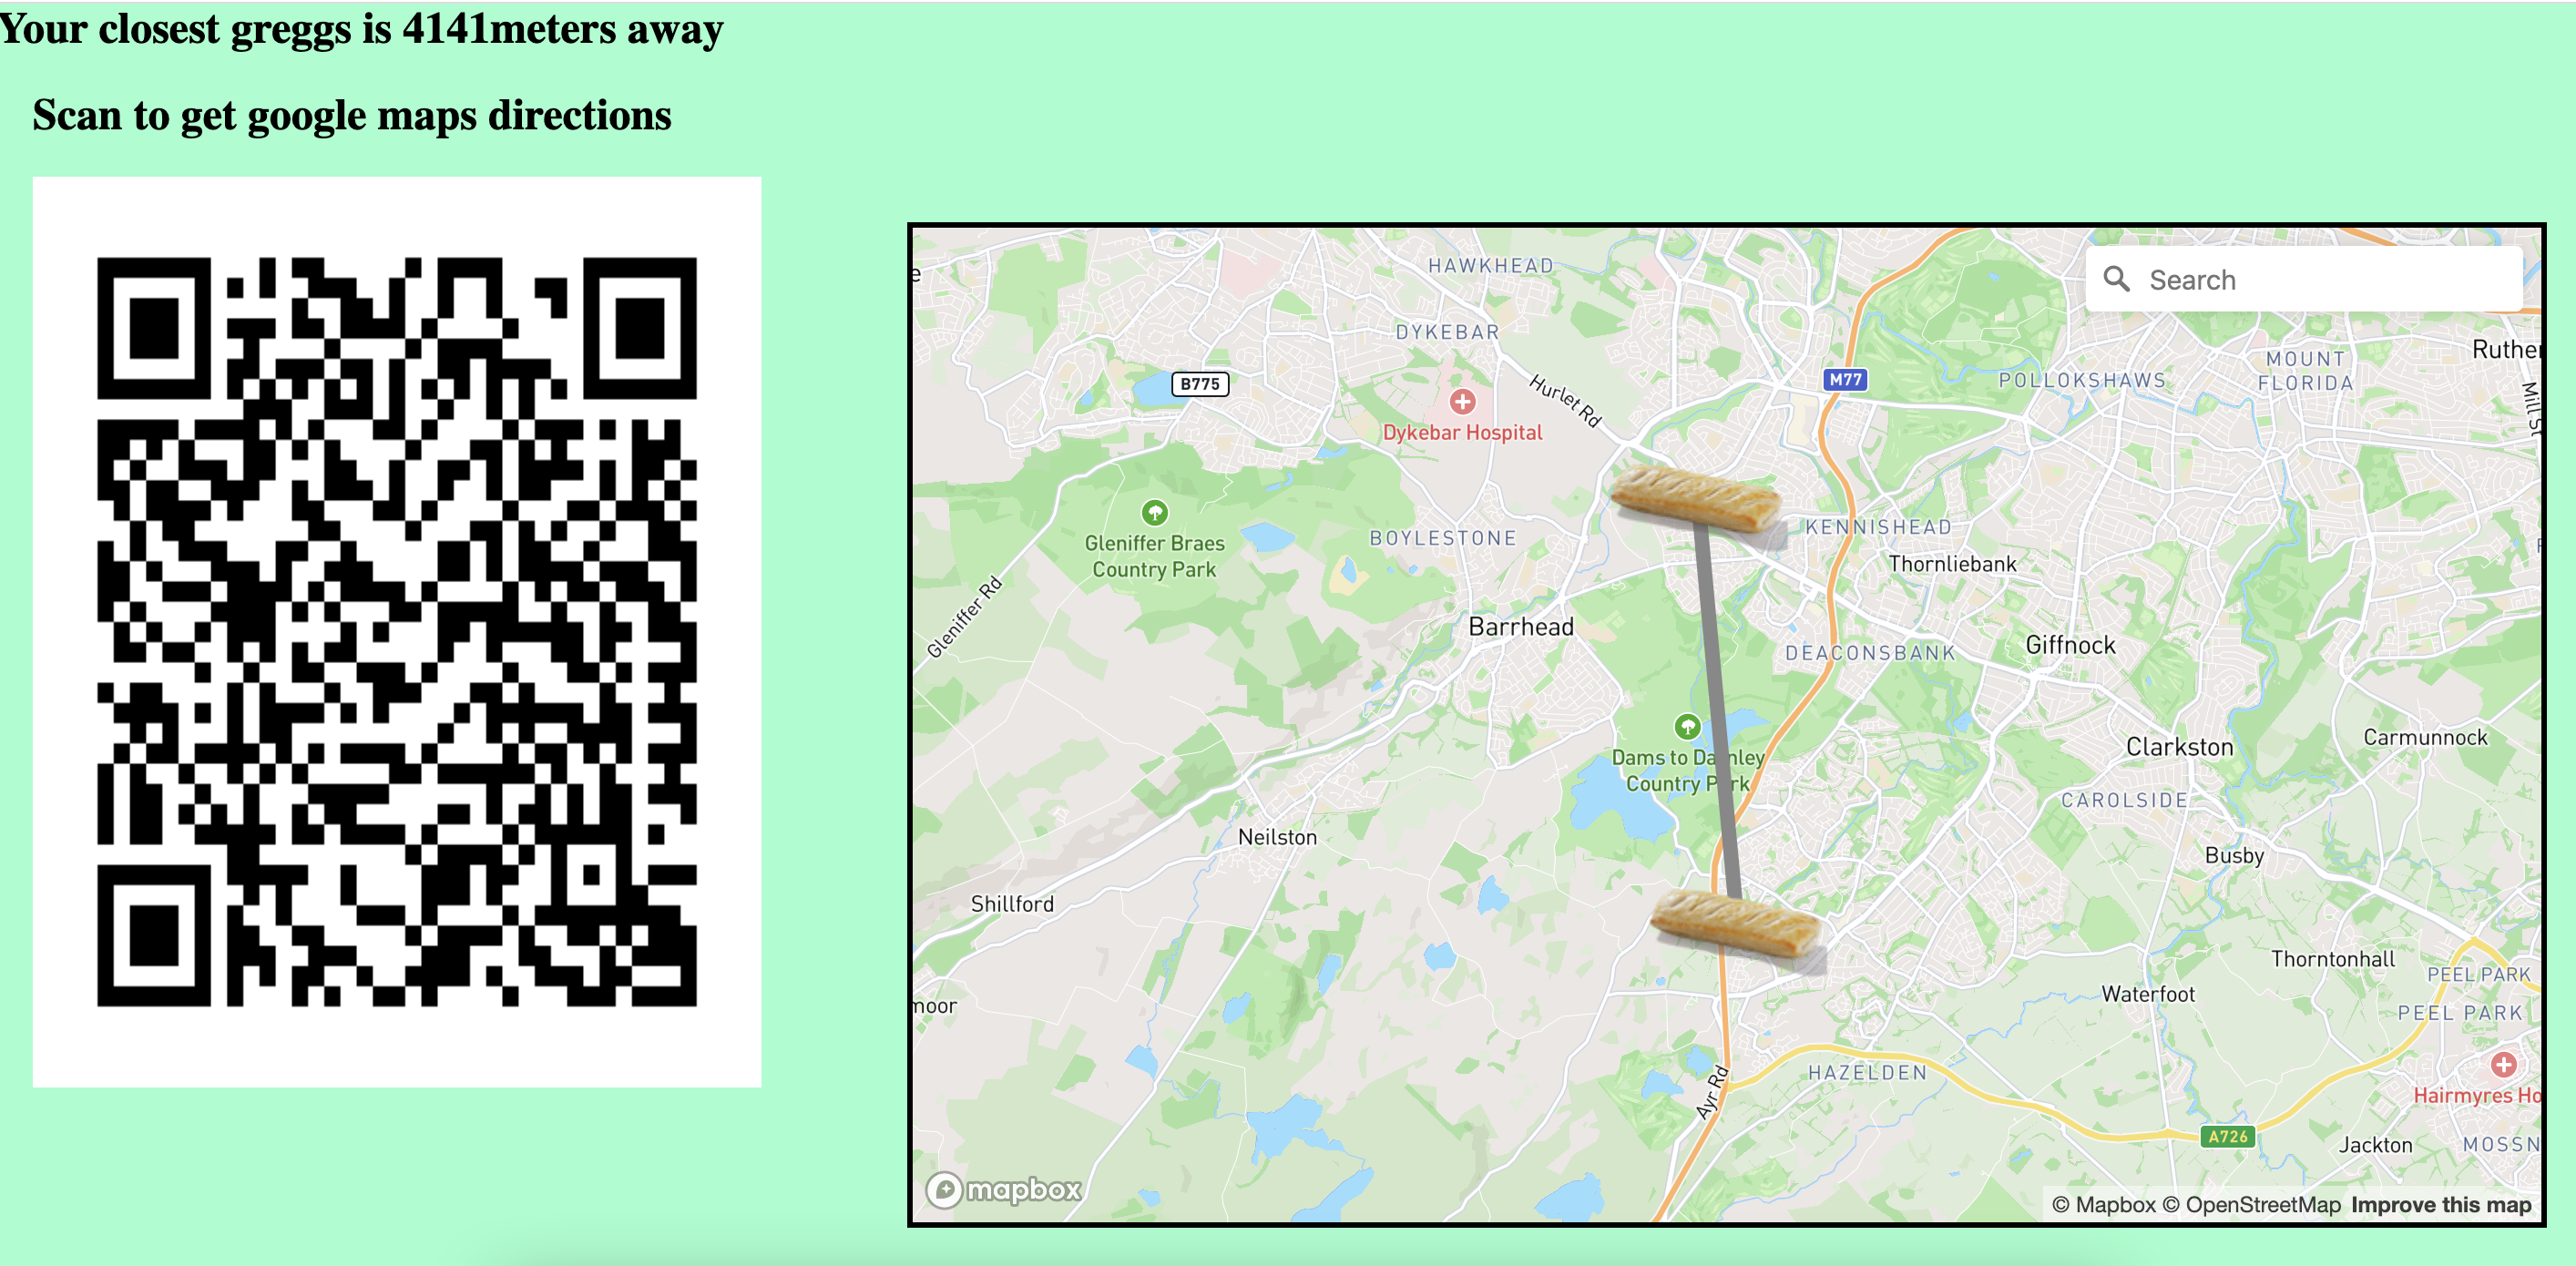 Your closest greggs is 4141meters away
Scan to get google maps directions
HAWKHEAD
Search
DYKEBAR
Ruther
MOUNT
FLORIDA
M77
POLLOKSHAWS
B775
Hurlet Rd
Mill St
Dykebar Hospital
KENNISHEAD
BOYLESTONE
Gleniffer Braes
Country Park
Thornliebank
Gleniffer Rd
Barrhead
Giffnock
DEACONSBANK
Dams to Da nley
Country P rk
Clarkston
Carmunnock
CAROLSIDE
Neilston
Busby
Shillford
Thorntonhall
PEEL PARK
Waterfoot
moor
PEEL PARK
HAZELDEN
Ayr Rd
Hairmyres Ho
A726
Jackton
MOSSN
mapbox
© Mapbox © OpenStreetMap Improve this map